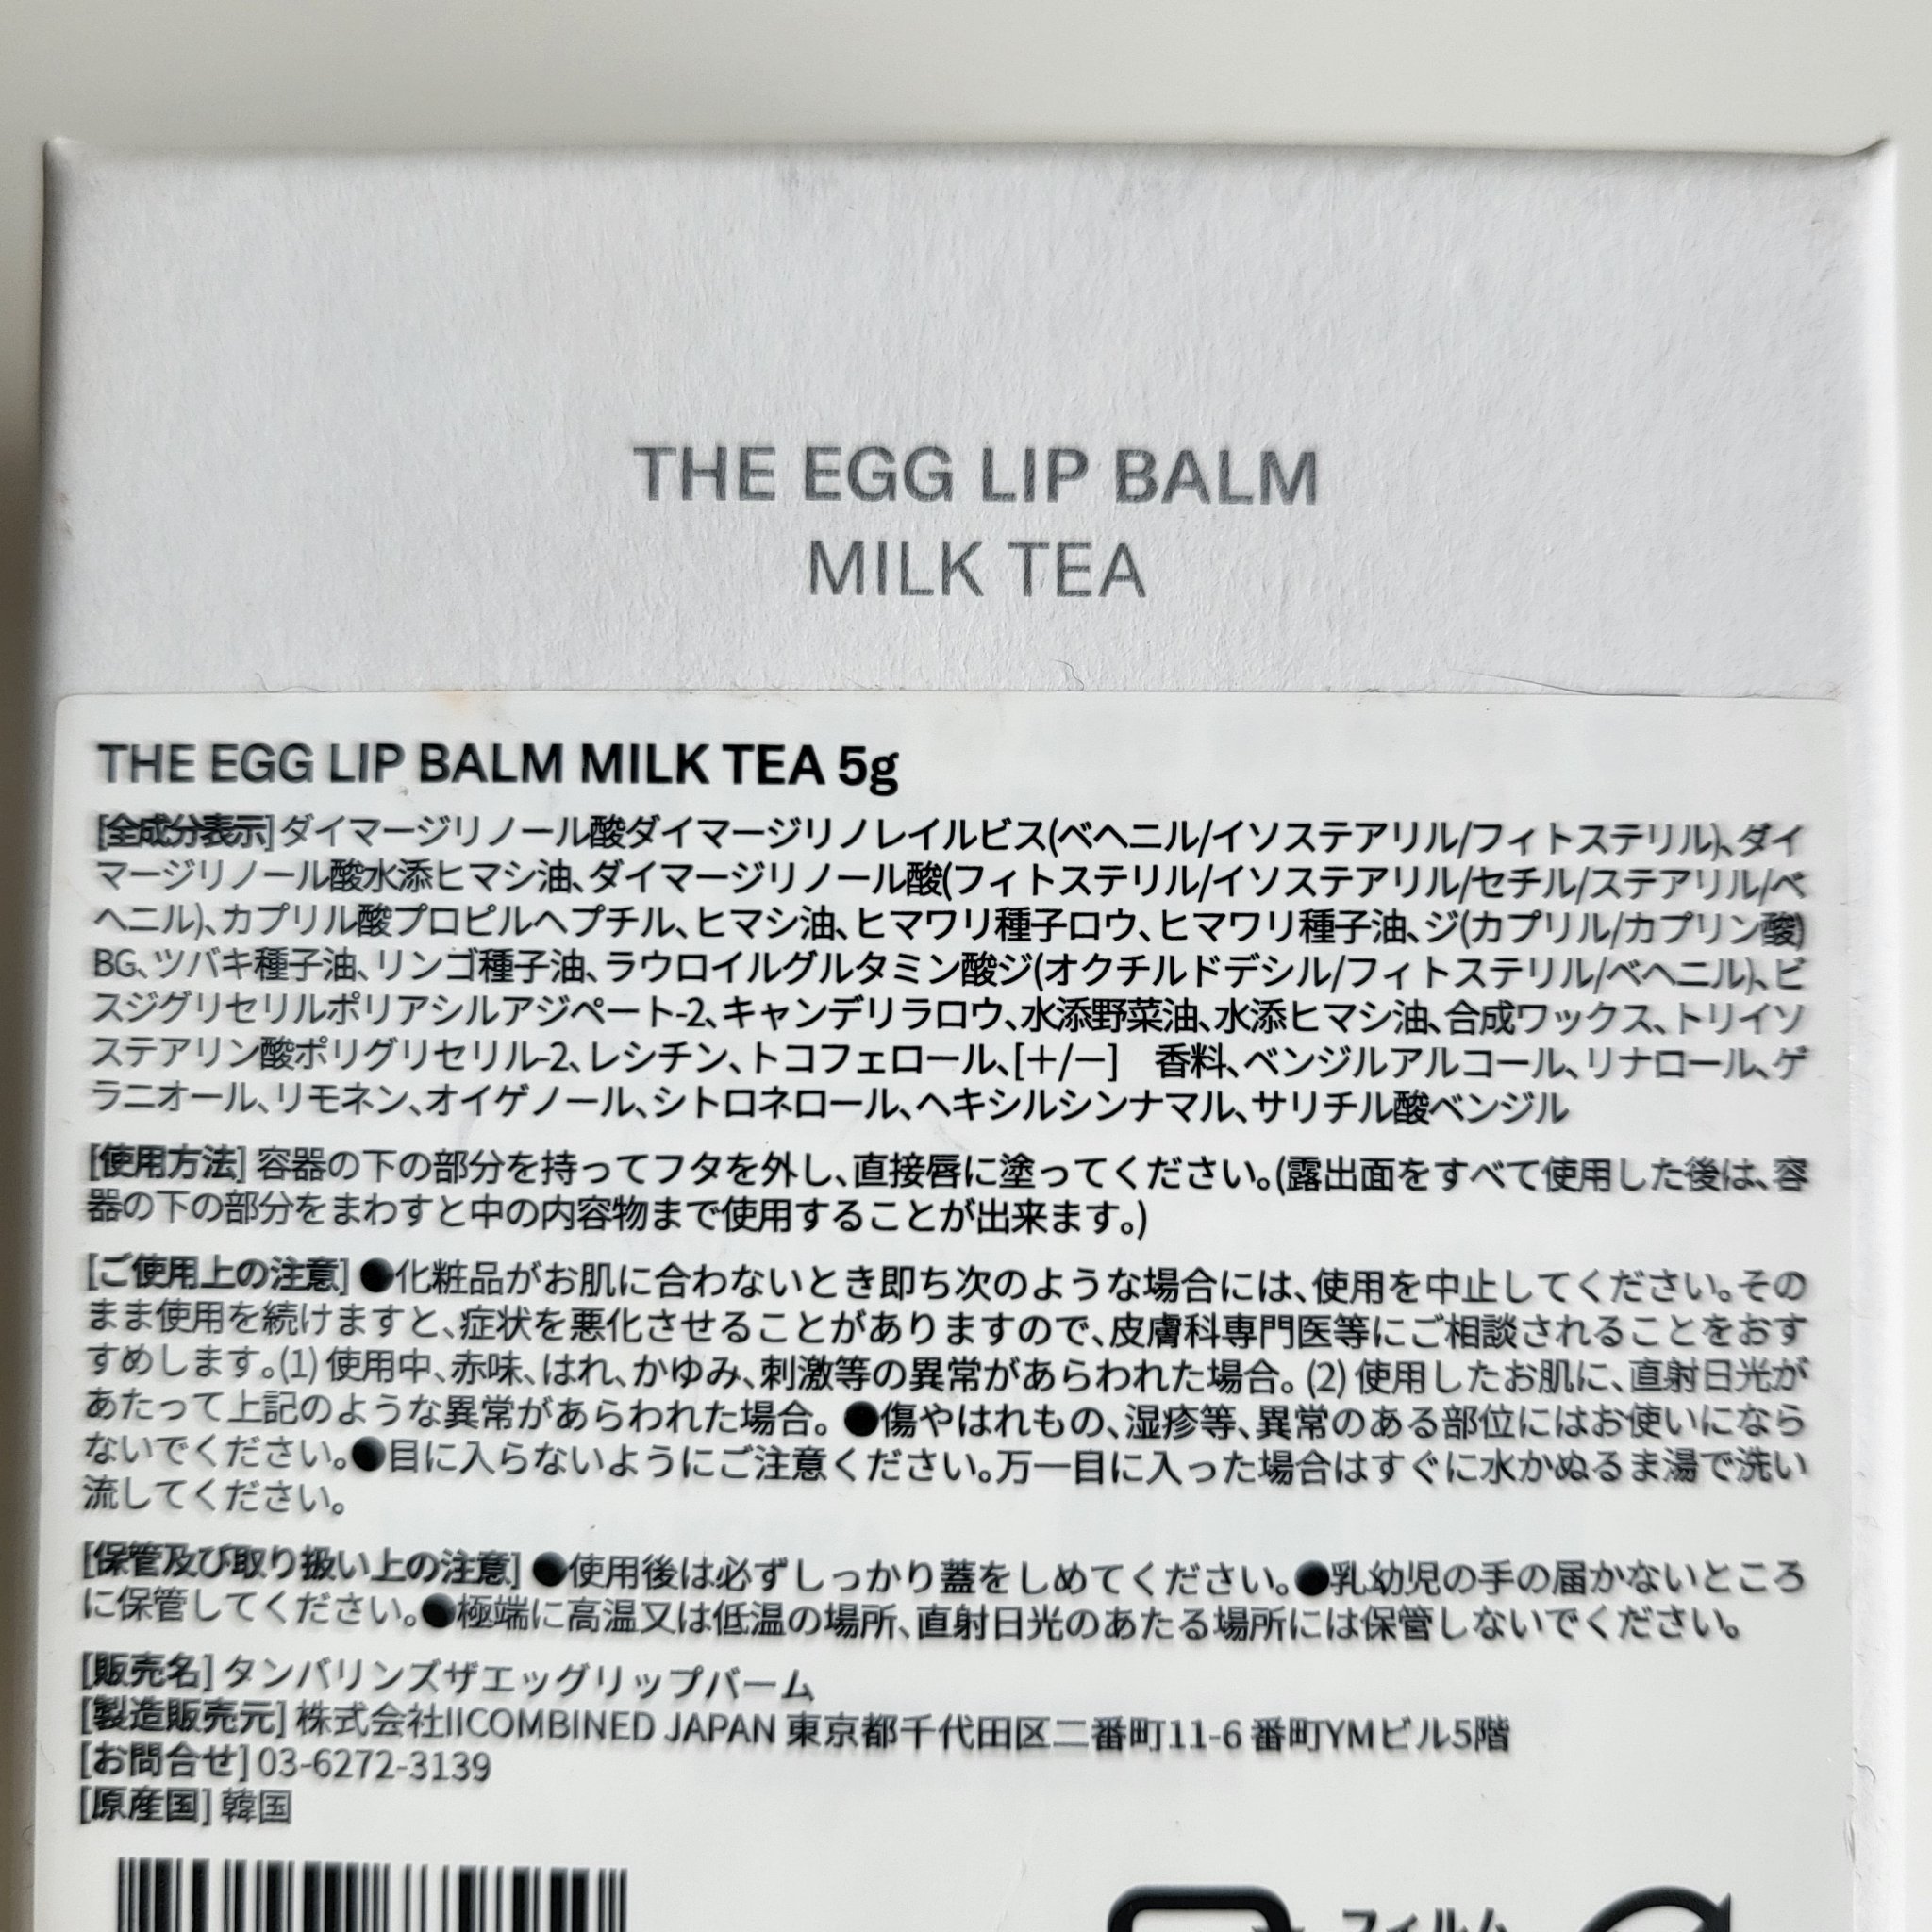 THE EGG LIP BALM
MILK TEA
THE EGG LIP BALM MILK TEA 5g
[全成分表示] ダイマージリノール酸ダイマージリノレイルビス(ベヘニル/イソステアリル/フィトステリル)、ダイ
マージリノール酸水添ヒマシ油、ダイマージリノール酸(フィトステリル/イソステアリル/セチル/ステアリル/ベ
ヘニル)、カプリル酸プロピルヘプチル、ヒマシ油、ヒマワリ種子ロウ、ヒマワリ種子油、ジ(カプリル/カプリン酸)
BG、ツバキ種子油、リンゴ種子油、ラウロイルグルタミン酸ジ(オクチルドデシル/フィトステリル/ベヘニル)、ビ
スジグリセリルポリアシルアジペート-2、キャンデリラロウ、水添野菜油、水添ヒマシ油、合成ワックス、トリイソ
ステアリン酸ポリグリセリル-2、レシチン、トコフェロール、[+/−]　香料、ベンジルアルコール、リナロール、ゲ
ラニオール、リモネン、オイゲノール、シトロネロール、ヘキシルシンナマル、サリチル酸ベンジル
[使用方法] 容器の下の部分を持ってフタを外し、直接唇に塗ってください。(露出面をすべて使用した後は、容
器の下の部分をまわすと中の内容物まで使用することが出来ます。)
[ご使用上の注意] ●化粧品がお肌に合わないとき即ち次のような場合には、使用を中止してください。その
まま使用を続けますと、症状を悪化させることがありますので、皮膚科専門医等にご相談されることをおす
すめします。(1) 使用中、赤味、はれ、かゆみ、刺激等の異常があらわれた場合。(2) 使用したお肌に、直射日光が
あたって上記のような異常があらわれた場合。 ●傷やはれもの、湿疹等、異常のある部位にはお使いになら
ないでください。●目に入らないようにご注意ください。万一目に入った場合はすぐに水かぬるま湯で洗い
流してください。
[保管及び取り扱い上の注意] ●使用後は必ずしっかり蓋をしめてください。●乳幼児の手の届かないところ
に保管してください。●極端に高温又は低温の場所、直射日光のあたる場所には保管しないでください。
[販売名] タンバリンズザエッグリップバーム
[製造販売元] 株式会社IICOMBINED JAPAN 東京都千代田区二番町11-6 番町YMビル5階
[お問合せ] 03-6272-3139
[原産国] 韓国
フィルム